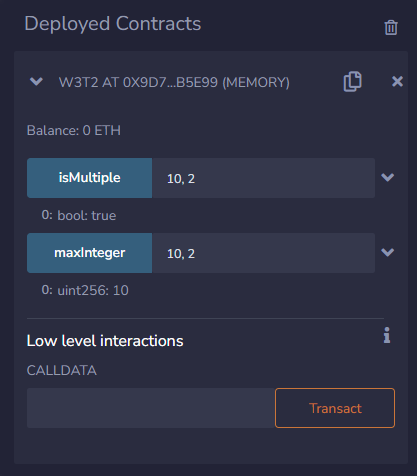 Deployed Contracts
W3T2 AT 0X9D7...B5E99 (MEMORY)
Balance: 0 ETH
isMultiple 10, 2
0: bool: true
maxInteger 10, 2
0: uint256: 10
Low level interactions
CALLDATA
Transact